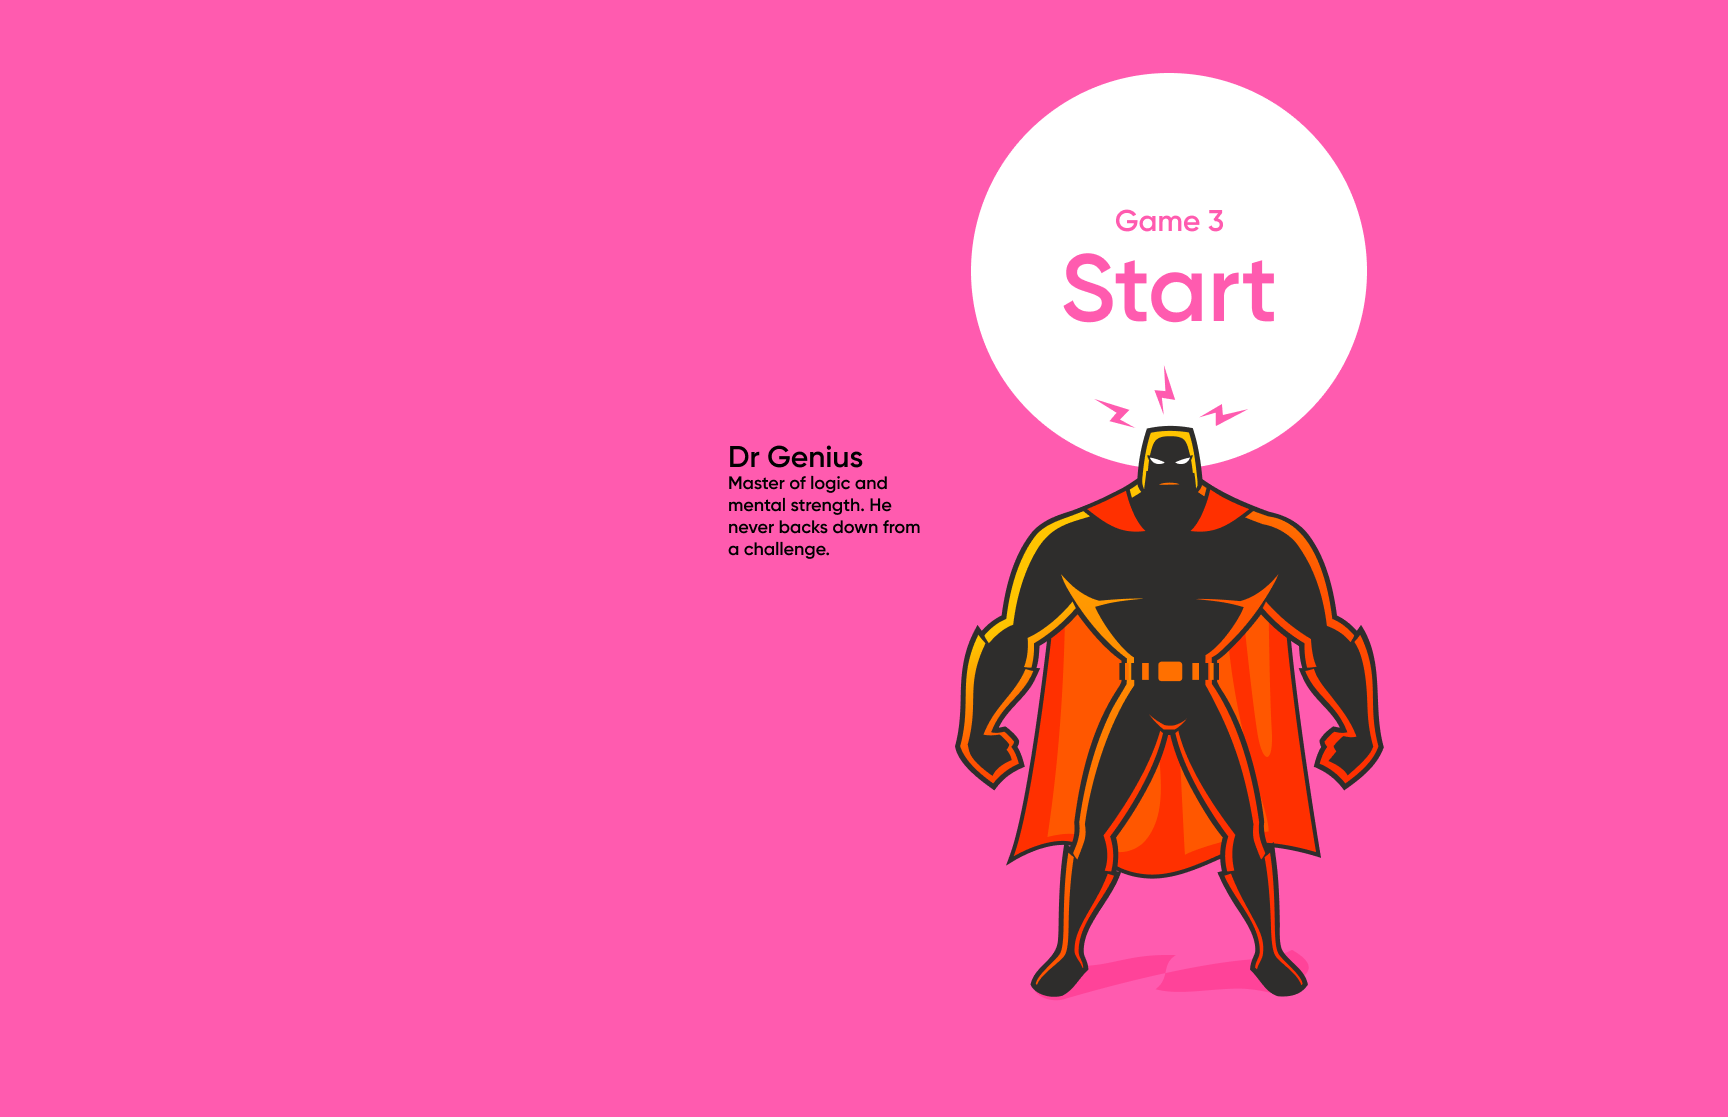 Game 3
Start
Dr Genius
Master of logic and
mental strength. He
never backs down from
a challenge.